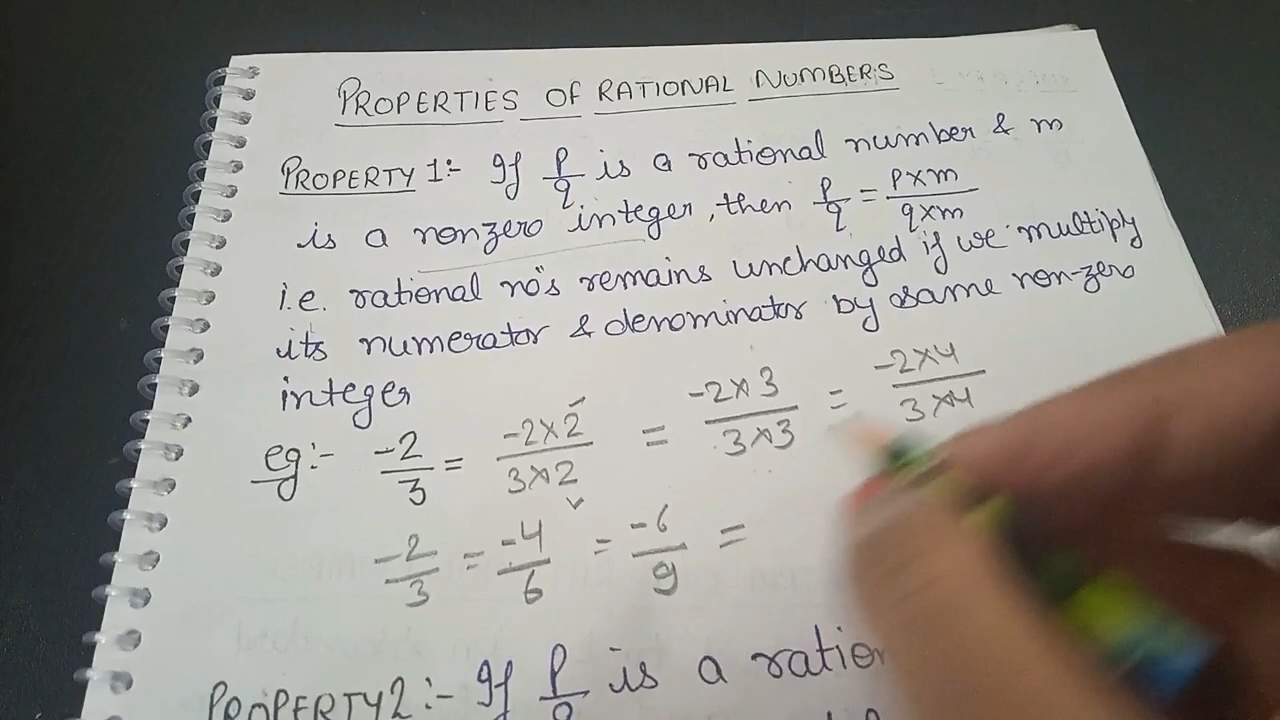 PROPERTIES OF RATIONAL NUMBERS
PROPERTY 1:- If p/q is a rational number & m
is a nonzero integer, then p/q = p×m/q×m
i.e. rational no's remains unchanged if we multiply
its numerator & denominator by same non-zero
integer
eg:- -2/3 = -2×2/3×2 = -2×3/3×3 = -2×4/3×4
-2/3 = -4/6 = -6/9 =
PROPERTY 2:- If p/q is a